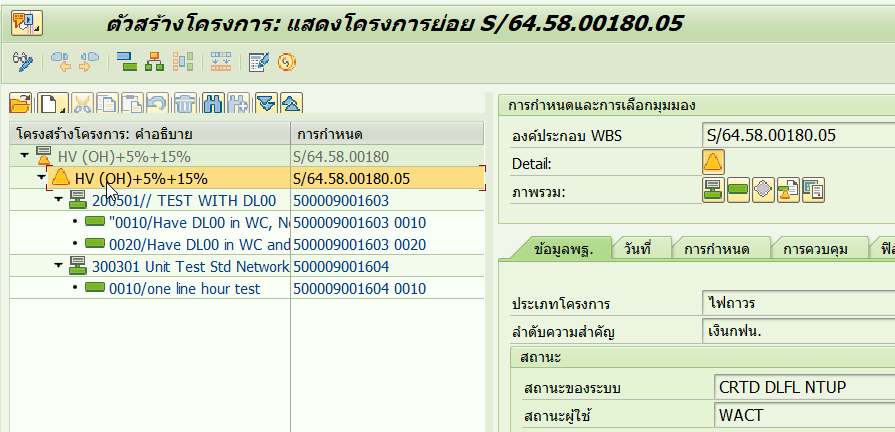 ตัวสร้างโครงการ: แสดงโครงการย่อย S/64.58.00180.05
โครงสร้างโครงการ: คำอธิบาย การกำหนด
HV (OH)+5%+15% S/64.58.00180
HV (OH)+5%+15% S/64.58.00180.05
200501// TEST WITH DL00 500009001603
"0010/Have DL00 in WC, N 500009001603 0010
0020/Have DL00 in WC and 500009001603 0020
300301 Unit Test Std Network 500009001604
0010/one line hour test 500009001604 0010
การกำหนดและการเลือกมุมมอง
องค์ประกอบ WBS S/64.58.00180.05
Detail:
ภาพรวม:
ข้อมูลพฐ. วันที่ การกำหนด การควบคุม ฟิล
ประเภทโครงการ ไฟถาวร
ลำดับความสำคัญ เงินกฟน.
สถานะ
สถานะของระบบ CRTD DLFL NTUP
สถานะผู้ใช้ WACT